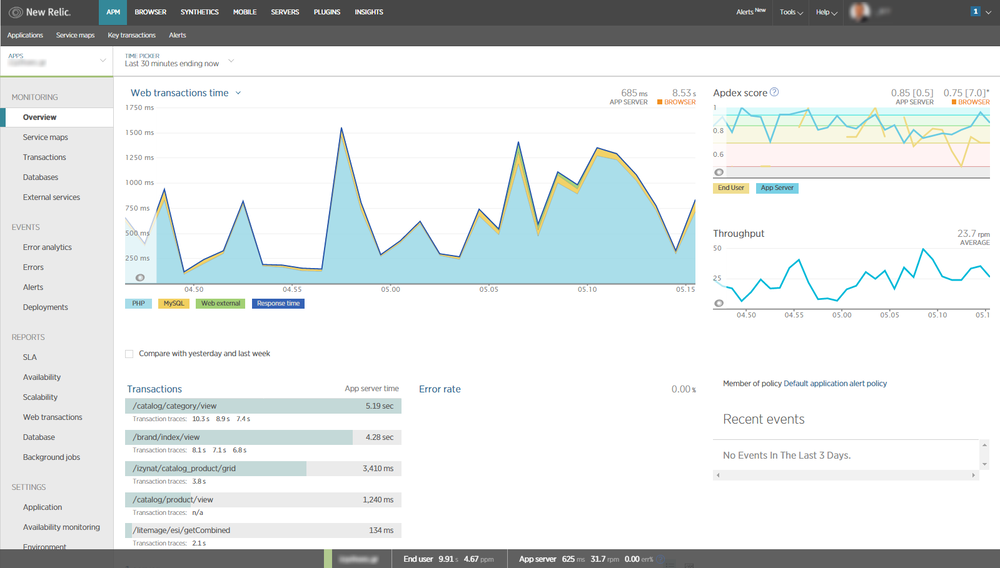 New Relic. APM BROWSER SYNTHETICS MOBILE SERVERS PLUGINS INSIGHTS Alerts New Tools Help 1
Applications Service maps Key transactions Alerts
APPS
TIME PICKER
Last 30 minutes ending now
MONITORING
Overview
Service maps
Transactions
Databases
External services
EVENTS
Error analytics
Errors
Alerts
Deployments
REPORTS
SLA
Availability
Scalability
Web transactions
Database
Background jobs
SETTINGS
Application
Availability monitoring
Environment
Web transactions time
685 ms 8.53 s
APP SERVER BROWSER
1750 ms
1500 ms
1250 ms
1000 ms
750 ms
500 ms
250 ms
04.50 04.55 05.00 05.05 05.10 05.15
PHP MySQL Web external Response time
Compare with yesterday and last week
Apdex score ?
0.85 [0.5] 0.75 [7.0]*
APP SERVER BROWSER
1
0.8
0.6
End User App Server
Throughput
23.7 rpm
AVERAGE
50
25
04.50 04.55 05.00 05.05 05.10 05.1
Transactions App server time
/catalog/category/view 5.19 sec
Transaction traces: 10.3 s 8.9 s 7.4 s
/brand/index/view 4.28 sec
Transaction traces: 8.1 s 7.1 s 6.8 s
/izynat/catalog_product/grid 3,410 ms
Transaction traces: 3.8 s
/catalog/product/view 1,240 ms
Transaction traces: n/a
/litemage/esi/getCombined 134 ms
Transaction traces: 2.1 s
Error rate 0.00 %
Member of policy Default application alert policy
Recent events
No Events In The Last 3 Days.
End user 9.91 s 4.67 ppm App server 625 ms 31.7 rpm 0.00 err%